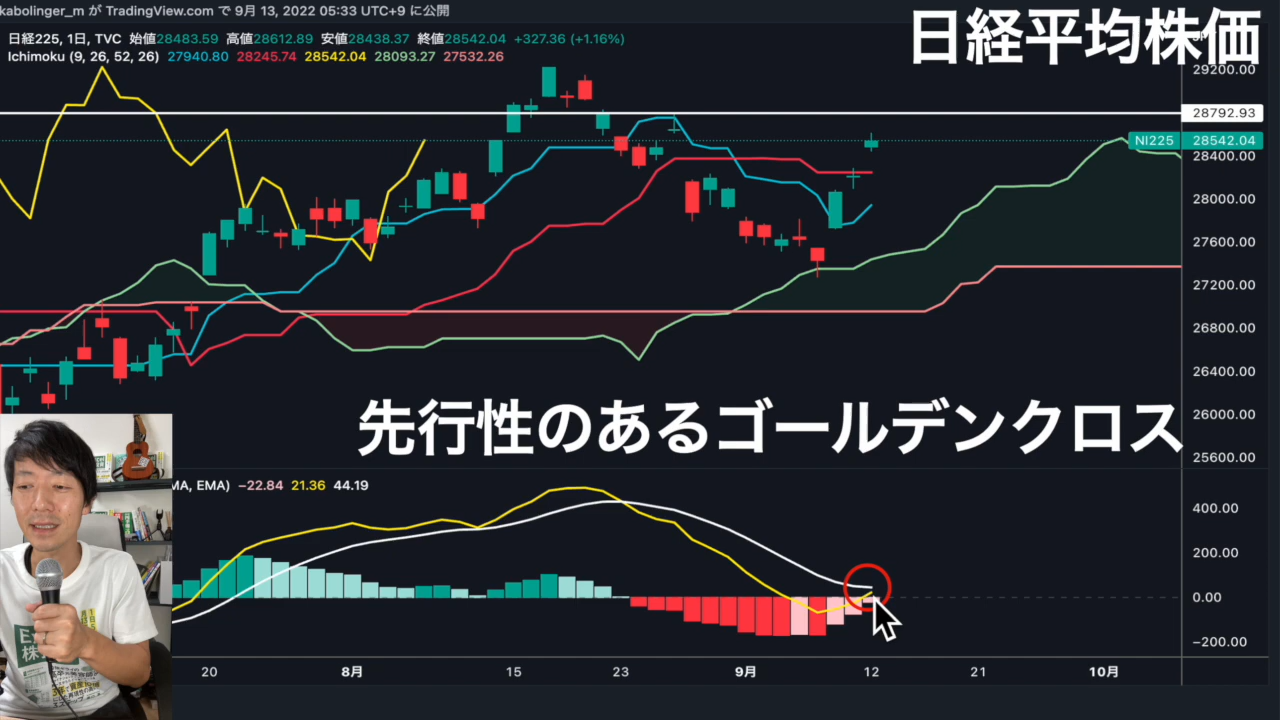 kabolinger_m が TradingView.com で 9月 13, 2022 05:33 UTC+9 に公開
日経平均株価
日経225, 1日, TVC 始値28483.59 高値28612.89 安値28438.37 終値28542.04 +327.36 (+1.16%)
Ichimoku (9, 26, 52, 26) 27940.80 28245.74 28542.04 28093.27 27532.26
29200.00
28792.93
NI225 28542.04
28400.00
28000.00
27600.00
27200.00
26800.00
26400.00
26000.00
25600.00
先行性のあるゴールデンクロス
MA, EMA) −22.84 21.36 44.19
400.00
200.00
0.00
−200.00
20 8月 15 23 9月 12 21 10月